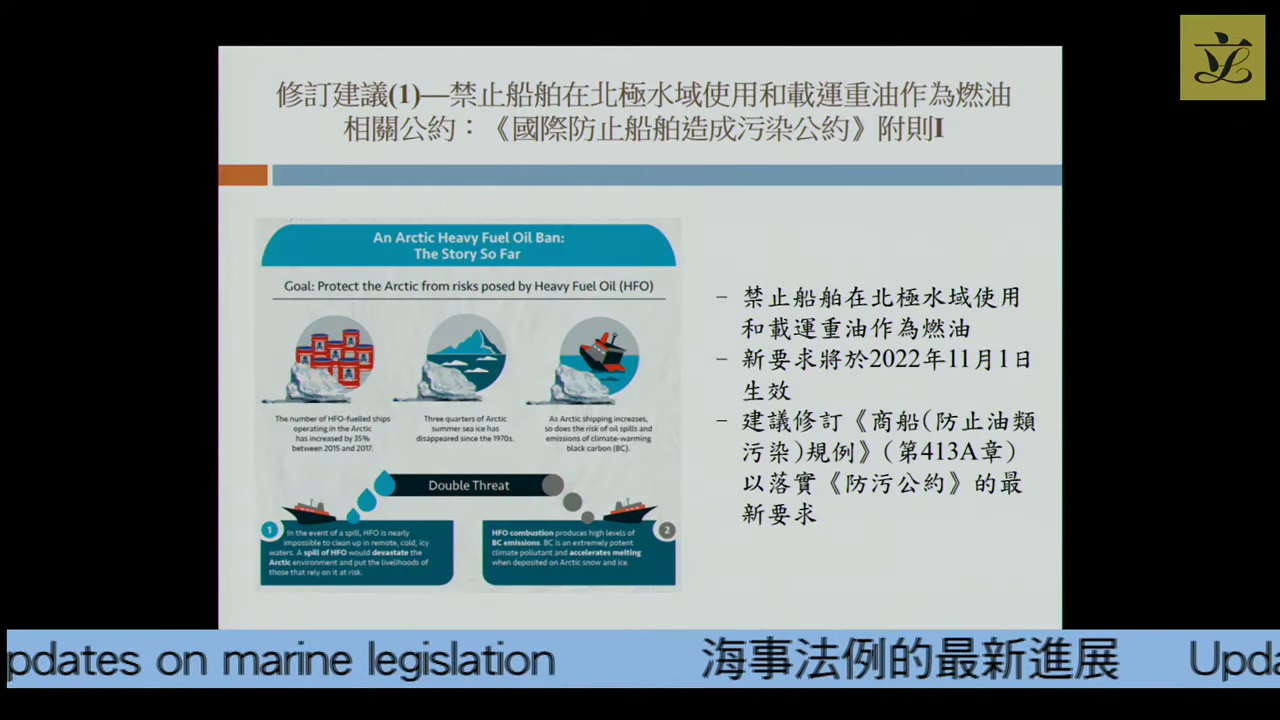 修訂建議(1)—禁止船舶在北極水域使用和載運重油作為燃油
相關公約：《國際防止船舶造成污染公約》附則I
An Arctic Heavy Fuel Oil Ban:
The Story So Far
Goal: Protect the Arctic from risks posed by Heavy Fuel Oil (HFO)
The number of HFO-fuelled ships
operating in the Arctic
has increased by 35%
between 2015 and 2017.
Three quarters of Arctic
summer sea ice has
disappeared since the 1970s.
As Arctic shipping increases,
so does the risk of oil spills and
emissions of climate-warming
black carbon (BC).
Double Threat
1
In the event of a spill, HFO is nearly
impossible to clean up in remote, cold, icy
waters. A spill of HFO would devastate the
Arctic environment and put the livelihoods of
those that rely on it at risk.
2
HFO combustion produces high levels of
BC emissions. BC is an extremely potent
climate pollutant and accelerates melting
when deposited on Arctic snow and ice.
– 禁止船舶在北極水域使用
和載運重油作為燃油
– 新要求將於2022年11月1日
生效
– 建議修訂《商船(防止油類
污染)規例》(第413A章)
以落實《防污公約》的最
新要求
pdates on marine legislation 海事法例的最新進展 Upda